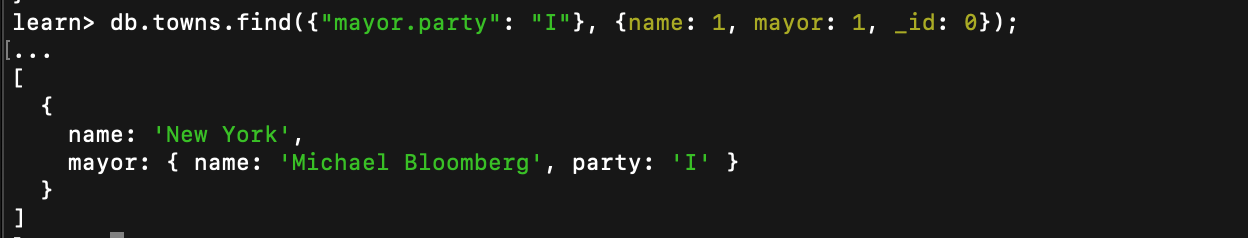 learn> db.towns.find({"mayor.party": "I"}, {name: 1, mayor: 1, _id: 0});
[...
[
  {
    name: 'New York',
    mayor: { name: 'Michael Bloomberg', party: 'I' }
  }
]